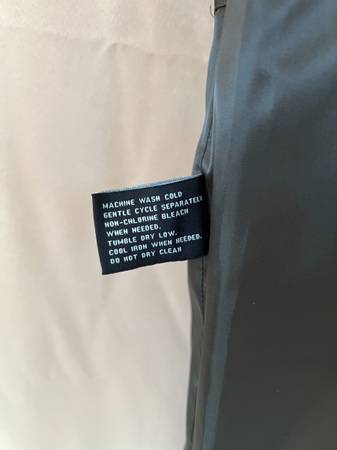 MACHINE WASH COLD
GENTLE CYCLE SEPARATELY
NON-CHLORINE BLEACH
WHEN NEEDED.
TUMBLE DRY LOW.
COOL IRON WHEN NEEDED.
DO NOT DRY CLEAN